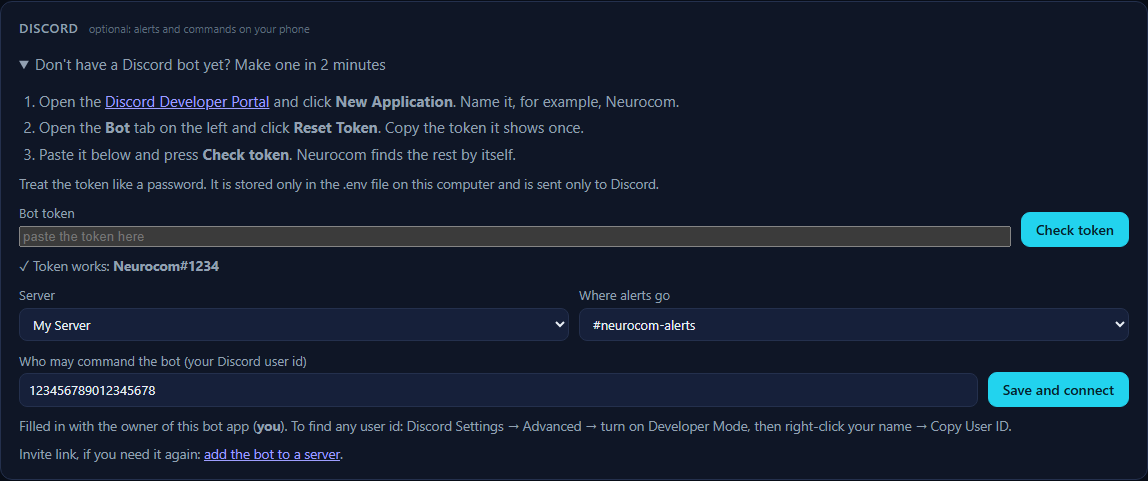 DISCORD optional: alerts and commands on your phone
▼ Don't have a Discord bot yet? Make one in 2 minutes
1. Open the Discord Developer Portal and click New Application. Name it, for example, Neurocom.
2. Open the Bot tab on the left and click Reset Token. Copy the token it shows once.
3. Paste it below and press Check token. Neurocom finds the rest by itself.
Treat the token like a password. It is stored only in the .env file on this computer and is sent only to Discord.
Bot token
paste the token here
Check token
✓ Token works: Neurocom#1234
Server
Where alerts go
My Server
#neurocom-alerts
Who may command the bot (your Discord user id)
123456789012345678
Save and connect
Filled in with the owner of this bot app (you). To find any user id: Discord Settings → Advanced → turn on Developer Mode, then right-click your name → Copy User ID.
Invite link, if you need it again: add the bot to a server.